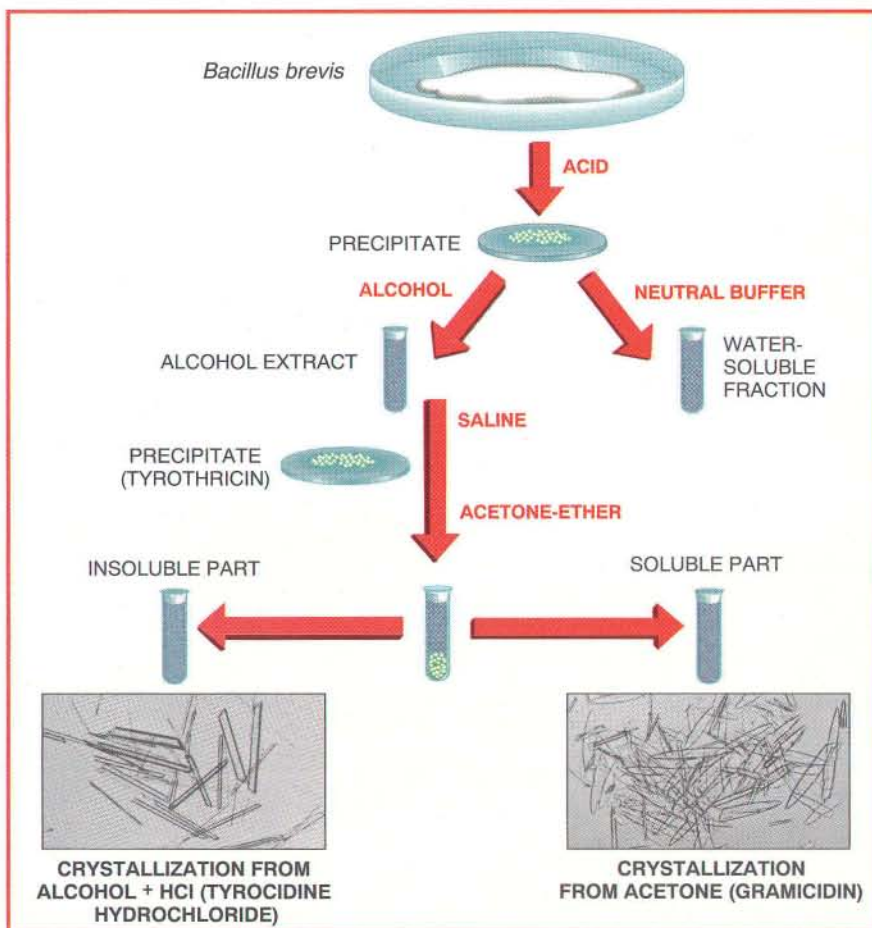 Bacillus brevis
ACID
PRECIPITATE
ALCOHOL
NEUTRAL BUFFER
ALCOHOL EXTRACT
WATER-
SOLUBLE
FRACTION
SALINE
PRECIPITATE
(TYROTHRICIN)
ACETONE-ETHER
INSOLUBLE PART
SOLUBLE PART
CRYSTALLIZATION FROM
ALCOHOL + HCl (TYROCIDINE
HYDROCHLORIDE)
CRYSTALLIZATION
FROM ACETONE (GRAMICIDIN)